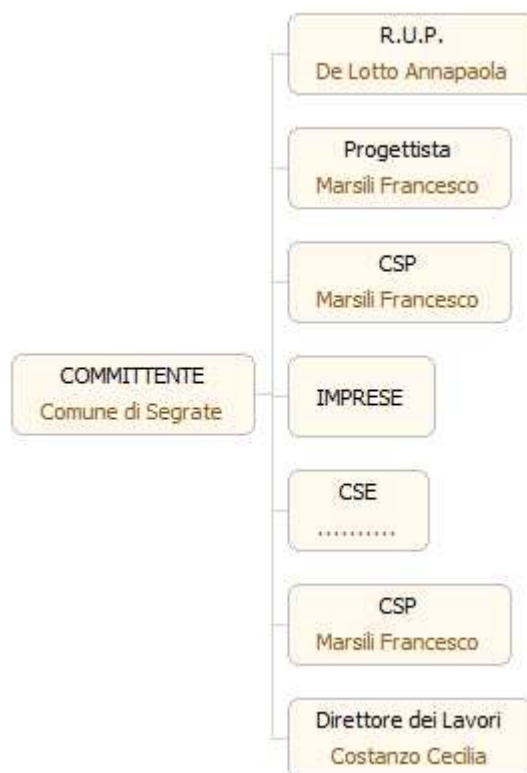 R.U.P.
De Lotto Annapaola
Progettista
Marsili Francesco
CSP
Marsili Francesco
COMMITTENTE
Comune di Segrate
IMPRESE
CSE
..........
CSP
Marsili Francesco
Direttore dei Lavori
Costanzo Cecilia